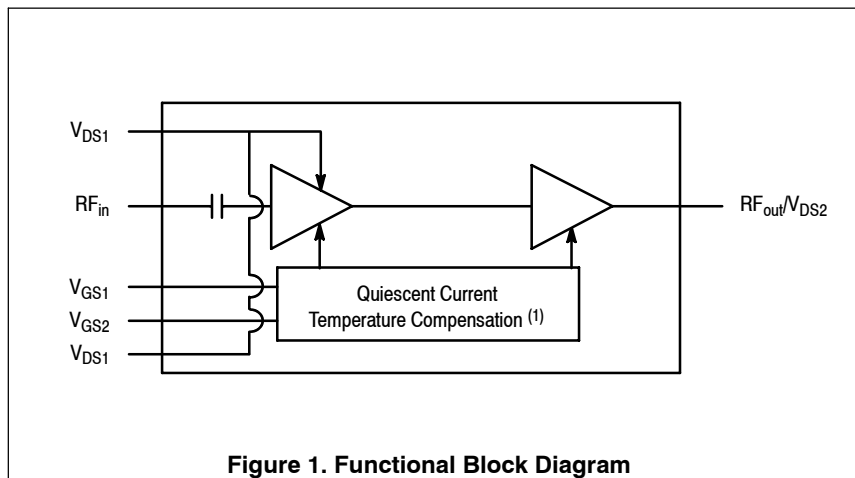 V_DS1
RF_in
V_GS1
V_GS2
V_DS1
Quiescent Current
Temperature Compensation (1)
RF_out/V_DS2
Figure 1. Functional Block Diagram